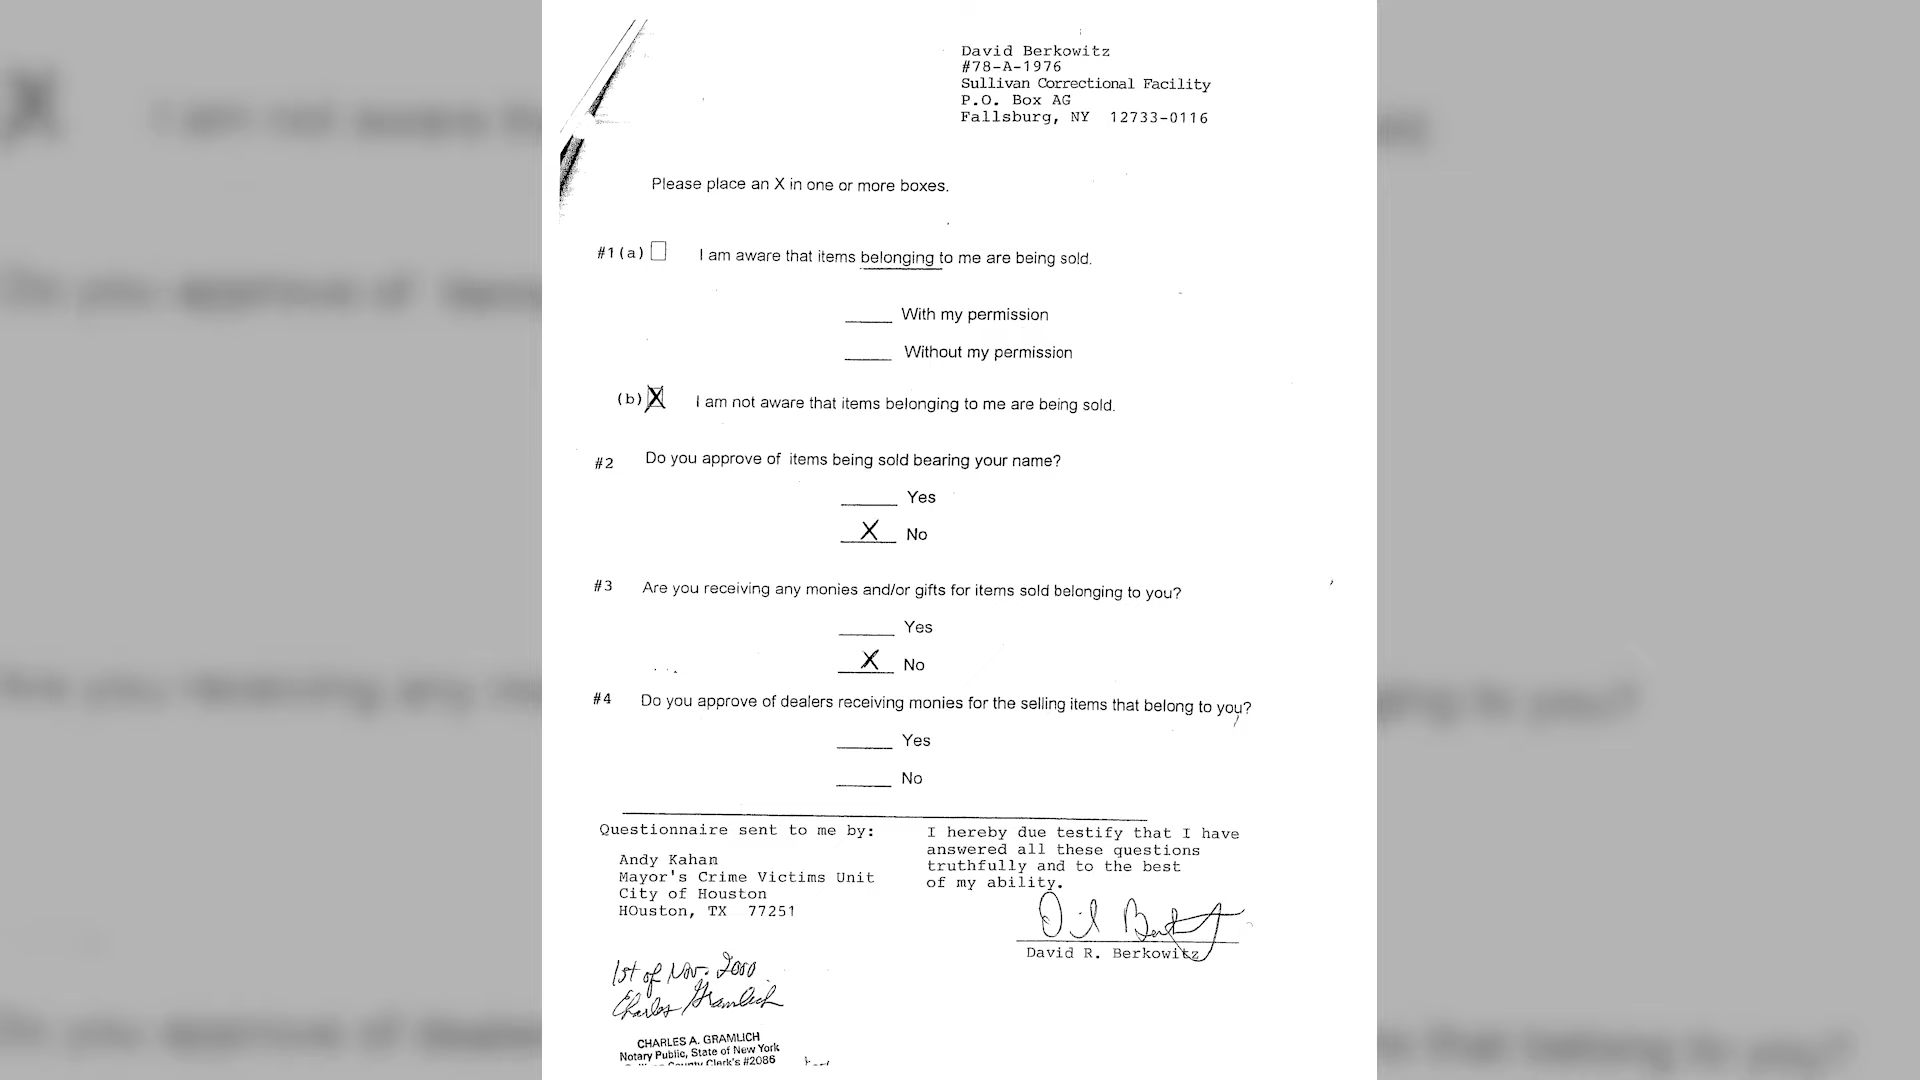 David Berkowitz
#78-A-1976
Sullivan Correctional Facility
P.O. Box AG
Fallsburg, NY 12733-0116
Please place an X in one or more boxes.
#1(a) I am aware that items belonging to me are being sold.
With my permission
Without my permission
(b) X I am not aware that items belonging to me are being sold.
#2 Do you approve of items being sold bearing your name?
Yes
X No
#3 Are you receiving any monies and/or gifts for items sold belonging to you?
Yes
X No
#4 Do you approve of dealers receiving monies for the selling items that belong to you?
Yes
No
Questionnaire sent to me by:
Andy Kahan
Mayor's Crime Victims Unit
City of Houston
HOuston, TX 77251
I hereby due testify that I have
answered all these questions
truthfully and to the best
of my ability.
David R. Berkowitz
1st of Nov. 2000
Charles Gramlich
CHARLES A. GRAMLICH
Notary Public, State of New York
County Clerk's #2086